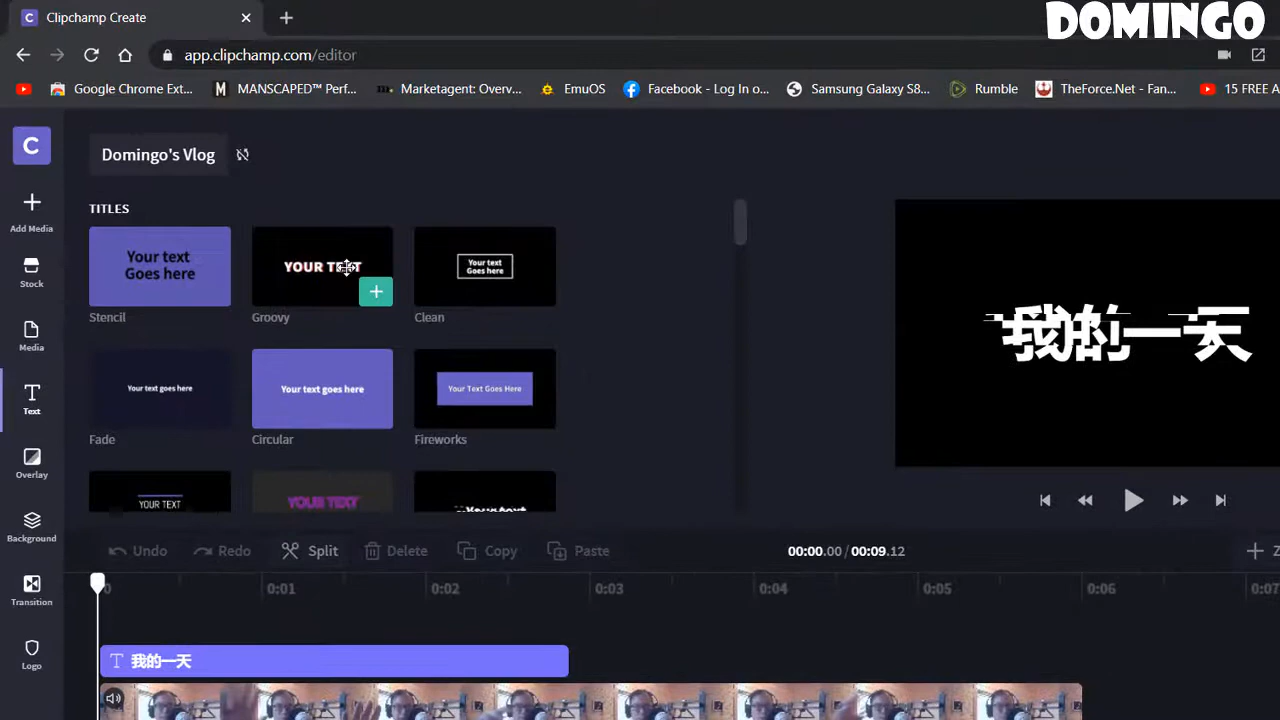 Clipchamp Create
DOMINGO
app.clipchamp.com/editor
Google Chrome Ext...
MANSCAPED™ Perf...
Marketagent: Overv...
EmuOS
Facebook - Log In o...
Samsung Galaxy S8...
Rumble
TheForce.Net - Fan...
15 FREE A
C
Domingo's Vlog
Add Media
Stock
Media
Text
Overlay
Background
Transition
Logo
TITLES
Your text
Goes here
Stencil
YOUR TEXT
Groovy
Your text
Goes here
Clean
Your text goes here
Fade
Your text goes here
Circular
Your Text Goes Here
Fireworks
YOUR TEXT
YOUR TEXT
Your text
我的一天
Undo
Redo
Split
Delete
Copy
Paste
00:00.00 / 00:09.12
0
0:01
0:02
0:03
0:04
0:05
0:06
0:07
我的一天